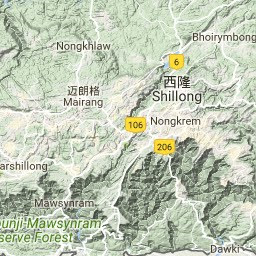 Bhoirymbong
Nongkhlaw
6
西隆
Shillong
迈朗格
Mairang
106
Nongkrem
206
arshillong
Mawsynram
unji-Mawsynram
serve Forest
Dawki